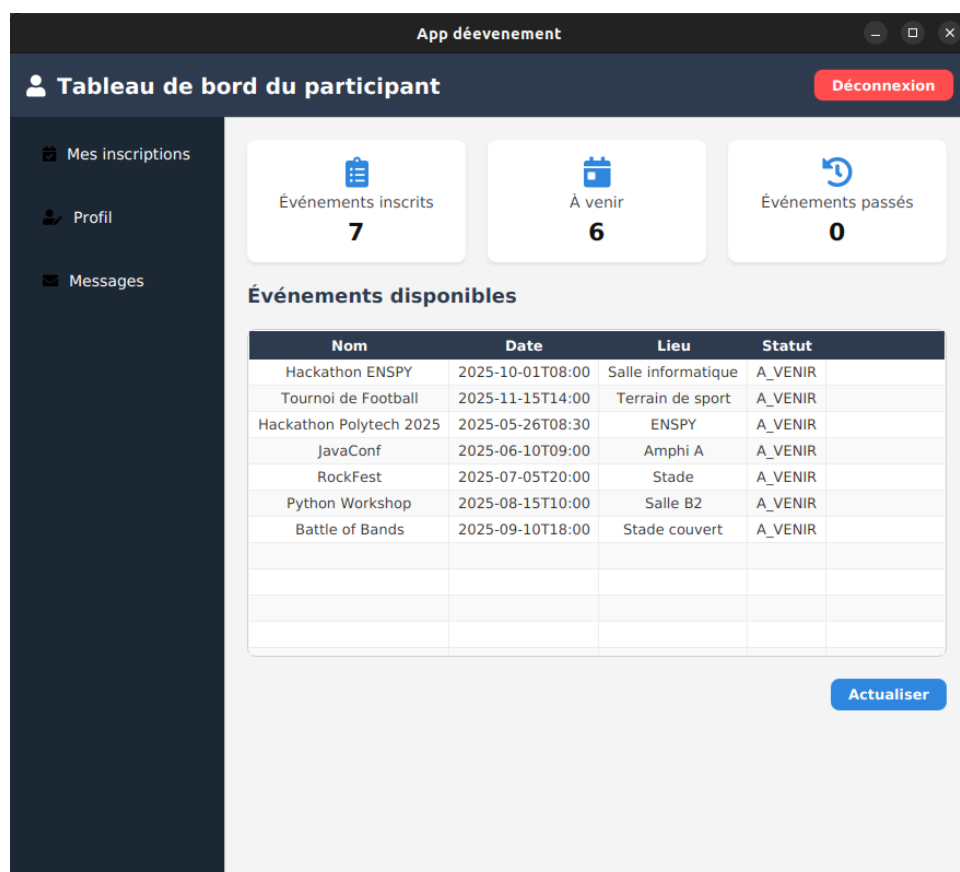 App déevenement
Tableau de bord du participant
Déconnexion
Mes inscriptions
Profil
Messages
Événements inscrits
7
À venir
6
Événements passés
0
Événements disponibles
Nom Date Lieu Statut
Hackathon ENSPY 2025-10-01T08:00 Salle informatique A_VENIR
Tournoi de Football 2025-11-15T14:00 Terrain de sport A_VENIR
Hackathon Polytech 2025 2025-05-26T08:30 ENSPY A_VENIR
JavaConf 2025-06-10T09:00 Amphi A A_VENIR
RockFest 2025-07-05T20:00 Stade A_VENIR
Python Workshop 2025-08-15T10:00 Salle B2 A_VENIR
Battle of Bands 2025-09-10T18:00 Stade couvert A_VENIR
Actualiser